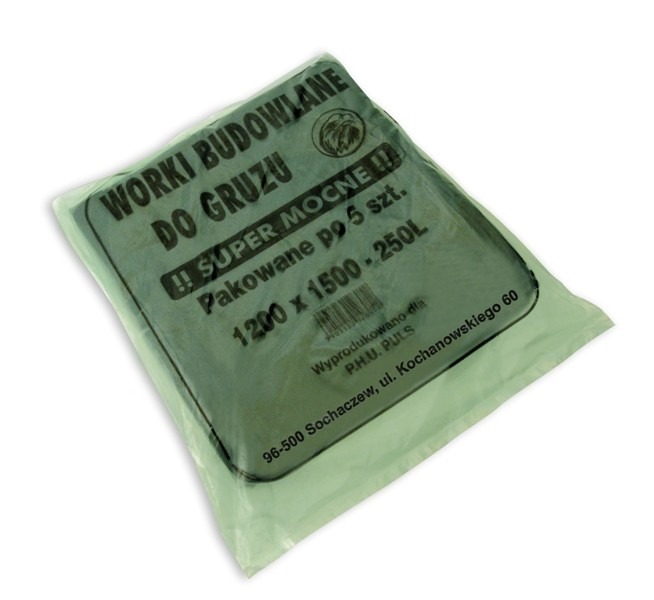 WORKI BUDOWLANE
DO GRUZU
!! SUPER MOCNE !!
Pakowane po 5 szt.
1200 x 1500 - 250L
Wyprodukowano dla
P.H.U. PULS
96-500 Sochaczew, ul. Kochanowskiego 60